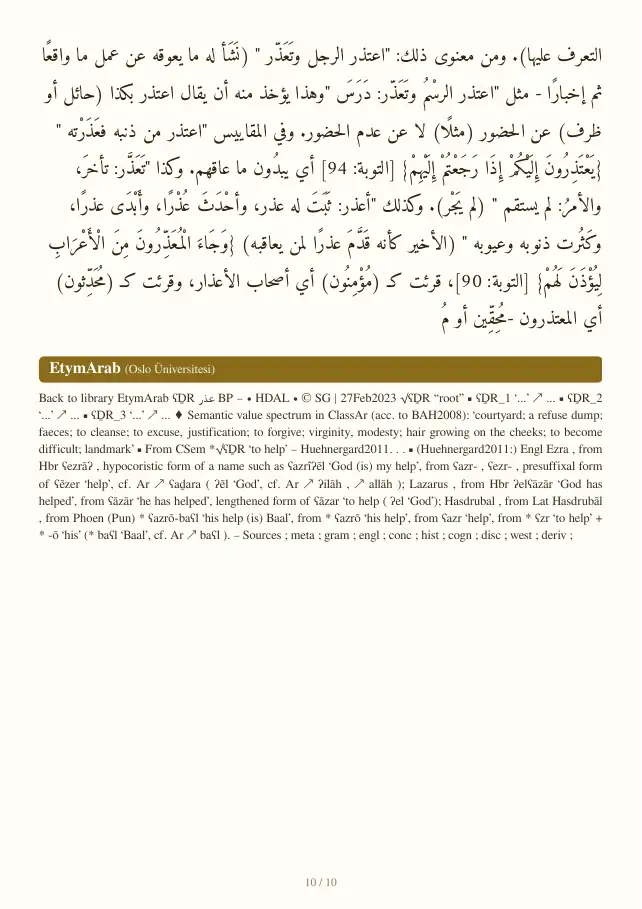 التعرف عليها). ومن معنوى ذلك: "اعتذر الرجل وتَعَذّر " (نَشَأ له ما يعوقه عن عمل ما واقعًا
ثم إخبارًا - مثل "اعتذر الرسْمُ وتَعَذّر: دَرَسَ "وهذا يؤخذ منه أن يقال اعتذر بكذا (حائل أو
ظرف) عن الحضور (مثلًا) لا عن عدم الحضور. وفي المقاييس "اعتذر من ذنبه فعَذَرْته "
{يَعْتَذِرُونَ إِلَيْكُمْ إِذَا رَجَعْتُمْ إِلَيْهِمْ} [التوبة: 94] أي يبدُون ما عاقهم. وكذا "تَعَذَّر: تأخرَ،
والأمرُ: لم يستقم " (لم يَجْرِ). وكذلك "أعذر: ثَبَتَ له عذر، وأحْدَثَ عُذْرًا، وأَبْدَى عذرًا،
وكَثُرت ذنوبه وعيوبه " (الأخير كأنه قَدَّمَ عذرًا لمن يعاقبه) {وَجَاءَ الْمُعَذِّرُونَ مِنَ الْأَعْرَابِ
لِيُؤْذَنَ لَهُمْ} [التوبة: 90]، قرئت كـ (مُؤْمِنُون) أي أصحاب الأعذار، وقرئت كـ (مُحَدِّثون)
أي المعتذرون -مُحِقِّين أو مُ
EtymArab (Oslo Üniversitesi)
Back to library EtymArab ʕḎR عذر BP – • HDAL • © SG | 27Feb2023 √ʕḎR “root” ▪ ʕḎR_1 ‘...’ ↗ ... ▪ ʕḎR_2
‘...’ ↗ ... ▪ ʕḎR_3 ‘...’ ↗ ... ♦ Semantic value spectrum in ClassAr (acc. to BAH2008): ‘courtyard; a refuse dump;
faeces; to cleanse; to excuse, justification; to forgive; virginity, modesty; hair growing on the cheeks; to become
difficult; landmark’ ▪ From CSem *√ʕḎR ‘to help’ – Huehnergard2011. . . ▪ (Huehnergard2011:) Engl Ezra , from
Hbr ʕezrāʔ , hypocoristic form of a name such as ʕazrīʔēl ‘God (is) my help’, from ʕazr- , ʕezr- , presuffixal form
of ʕēzer ‘help’, cf. Ar ↗ ʕaḏara ( ʔēl ‘God’, cf. Ar ↗ ʔilāh , ↗ allāh ); Lazarus , from Hbr ʔelʕāzār ‘God has
helped’, from ʕāzār ‘he has helped’, lengthened form of ʕāzar ‘to help ( ʔel ‘God’); Hasdrubal , from Lat Hasdrubāl
, from Phoen (Pun) * ʕazrō-baʕl ‘his help (is) Baal’, from * ʕazrō ‘his help’, from ʕazr ‘help’, from * ʕzr ‘to help’ +
* -ō ‘his’ (* baʕl ‘Baal’, cf. Ar ↗ baʕl ). – Sources ; meta ; gram ; engl ; conc ; hist ; cogn ; disc ; west ; deriv ;
10 / 10